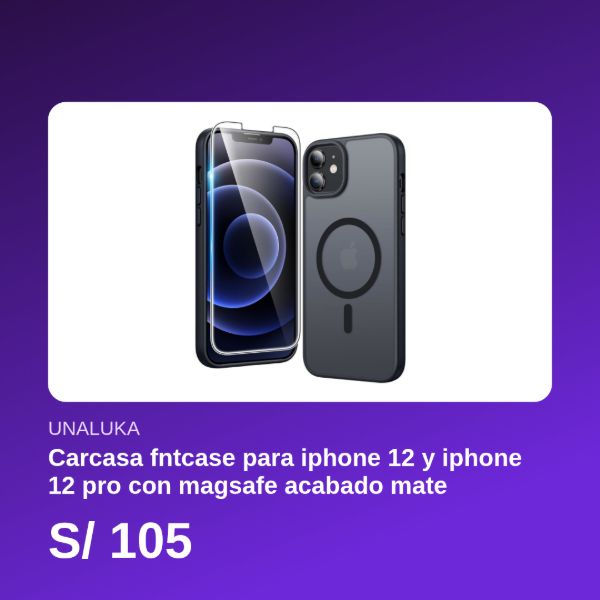 UNALUKA
Carcasa fntcase para iphone 12 y iphone
12 pro con magsafe acabado mate
S/ 105